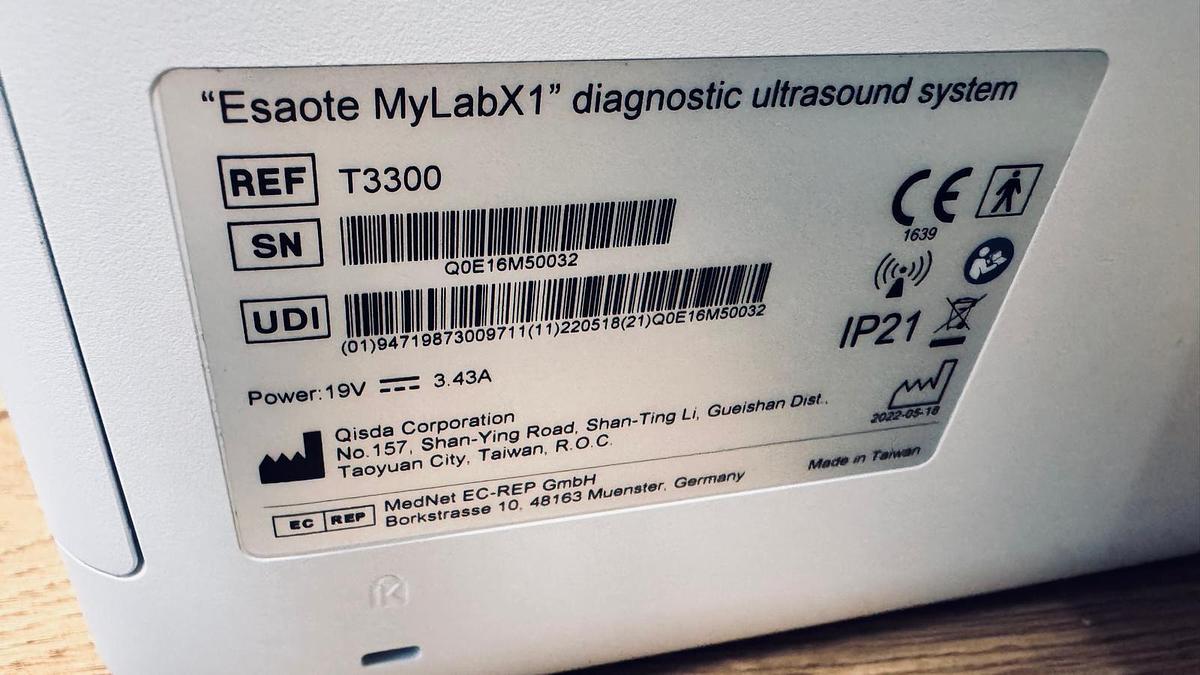 “Esaote MyLabX1” diagnostic ultrasound system
REF T3300
SN
Q0E16M50032
UDI
(01)94719873009711(11)220518(21)Q0E16M50032
Power:19V 3.43A
Qisda Corporation
No.157, Shan-Ying Road, Shan-Ting Li, Gueishan Dist.,
Taoyuan City, Taiwan, R.O.C.
EC REP
MedNet EC-REP GmbH
Borkstrasse 10, 48163 Muenster, Germany
CE
1639
IP21
2022-05-18
Made in Taiwan
K